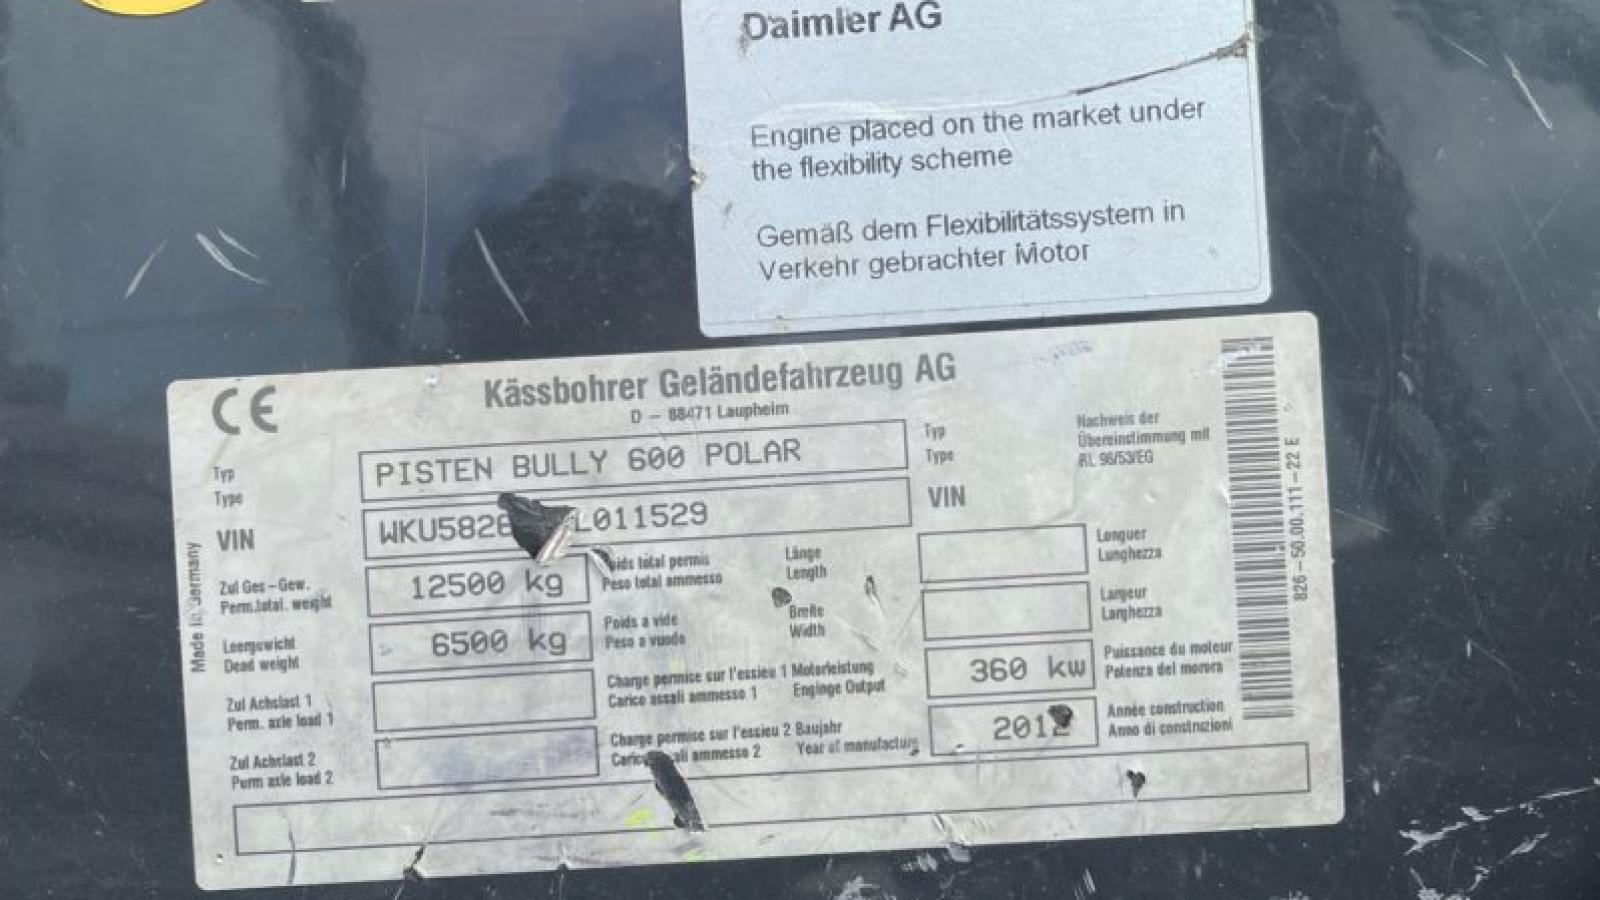 Daimler AG
Engine placed on the market under
the flexibility scheme
Gemäß dem Flexibilitätssystem in
Verkehr gebrachter Motor
CE
Kässbohrer Geländefahrzeug AG
D – 88471 Laupheim
Typ
Type
PISTEN BULLY 600 POLAR
Typ
Type
Nachweis der
Übereinstimmung mit
RL 96/53/EG
VIN
L011529
VIN
Zul Ges-Gew.
Perm.total. weight
12500 kg
total permis
Peso total ammesso
Länge
Length
Longuer
Lunghezza
Leergewicht
Dead weight
6500 kg
Poids a vide
Peso a vuodo
Breite
Width
Largeur
Larghezza
Zul Achslast 1
Perm. axle load 1
Charge permise sur l'essieu 1
Carico assali ammesso 1
Motorleistung
Enginge Output
360 kw
Puissance du moteur
Potenza del
Zul Achslast 2
Perm axle load 2
Charge permise sur l'essieu 2
ammesso 2
Baujahr
Year of manufacture
2012
Année construction
Anno di construzioni
Made in Germany
826-50.00.111-22 E